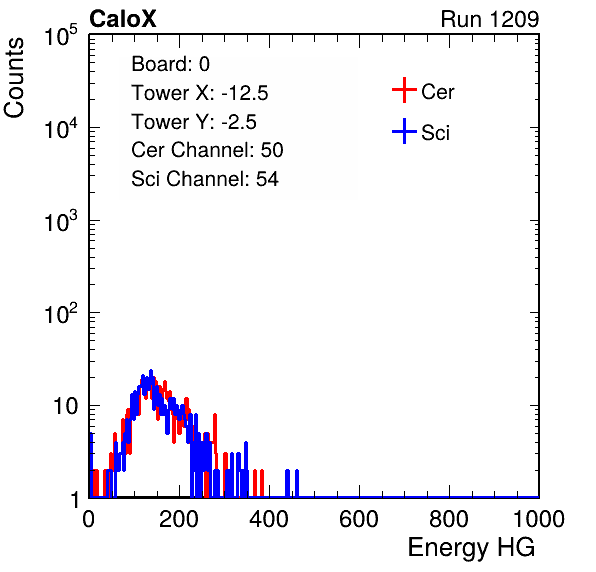 CaloX Run 1209
Counts
10^5
10^4
10^3
10^2
10
1
Board: 0
Tower X: -12.5
Tower Y: -2.5
Cer Channel: 50
Sci Channel: 54
Cer
Sci
0 200 400 600 800 1000
Energy HG